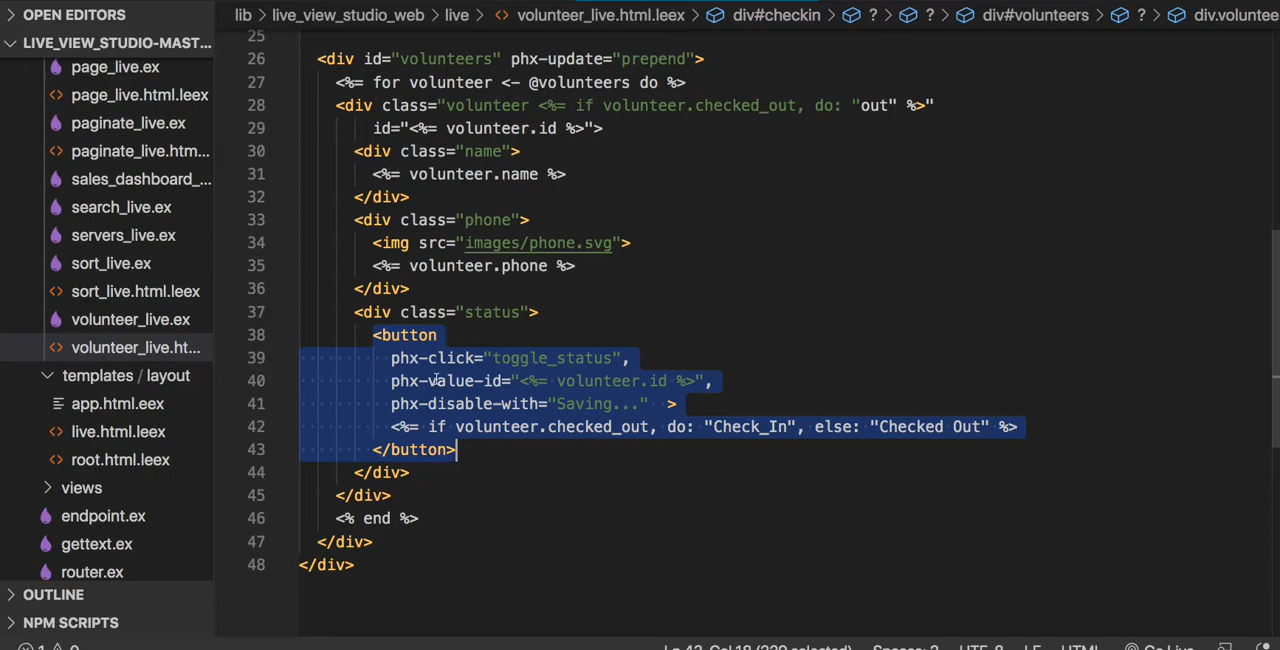 OPEN EDITORS
LIVE_VIEW_STUDIO-MAST...
page_live.ex
page_live.html.leex
paginate_live.ex
paginate_live.htm...
sales_dashboard_...
search_live.ex
servers_live.ex
sort_live.ex
sort_live.html.leex
volunteer_live.ex
volunteer_live.ht...
templates / layout
app.html.eex
live.html.leex
root.html.leex
views
endpoint.ex
gettext.ex
router.ex
OUTLINE
NPM SCRIPTS
lib > live_view_studio_web > live > <> volunteer_live.html.leex > div#checkin > ? > ? > div#volunteers > ? > div.voluntee
25
26 <div id="volunteers" phx-update="prepend">
27 <%= for volunteer <- @volunteers do %>
28 <div class="volunteer <%= if volunteer.checked_out, do: "out" %>"
29 id="<%= volunteer.id %>">
30 <div class="name">
31 <%= volunteer.name %>
32 </div>
33 <div class="phone">
34 <img src="images/phone.svg">
35 <%= volunteer.phone %>
36 </div>
37 <div class="status">
38 <button
39 phx-click="toggle_status",
40 phx-value-id="<%= volunteer.id %>",
41 phx-disable-with="Saving..." >
42 <%= if volunteer.checked_out, do: "Check_In", else: "Checked Out" %>
43 </button>
44 </div>
45 </div>
46 <% end %>
47 </div>
48 </div>